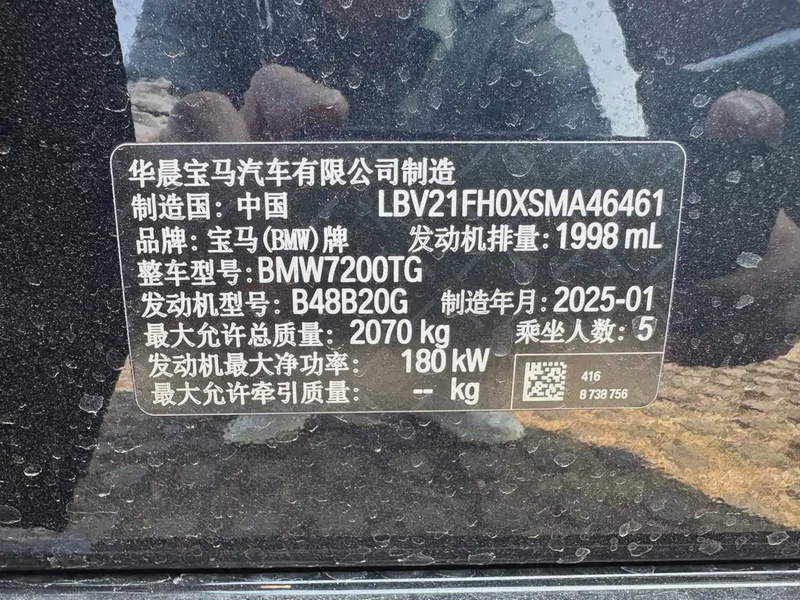 华晨宝马汽车有限公司制造
制造国: 中国 LBV21FH0XSMA46461
品牌: 宝马(BMW)牌 发动机排量: 1998 mL
整车型号: BMW7200TG
发动机型号: B48B20G 制造年月: 2025-01
最大允许总质量: 2070 kg 乘坐人数: 5
发动机最大净功率: 180 kW
最大允许牵引质量: -- kg
416
8 738 756